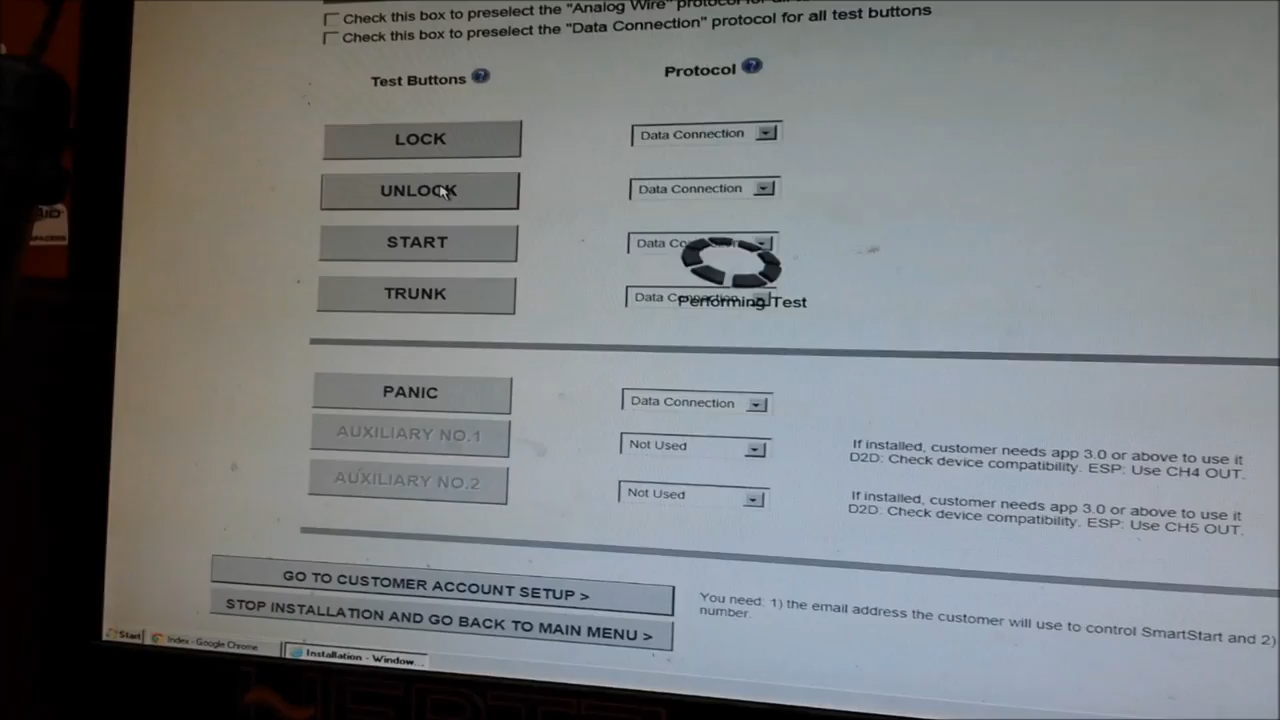 Check this box to preselect the "Analog Wire" protocol for all
Check this box to preselect the "Data Connection" protocol for all test buttons
Test Buttons ?
Protocol ?
LOCK
Data Connection
UNLOCK
Data Connection
START
Data Connection
TRUNK
Data Connection
Performing Test
PANIC
Data Connection
AUXILIARY NO.1
Not Used
If installed, customer needs app 3.0 or above to use it
D2D: Check device compatibility. ESP: Use CH4 OUT.
AUXILIARY NO.2
Not Used
If installed, customer needs app 3.0 or above to use it
D2D: Check device compatibility. ESP: Use CH5 OUT.
GO TO CUSTOMER ACCOUNT SETUP >
STOP INSTALLATION AND GO BACK TO MAIN MENU >
You need: 1) the email address the customer will use to control SmartStart and 2)
number.
Start
Index - Google Chrome
Installation - Window...